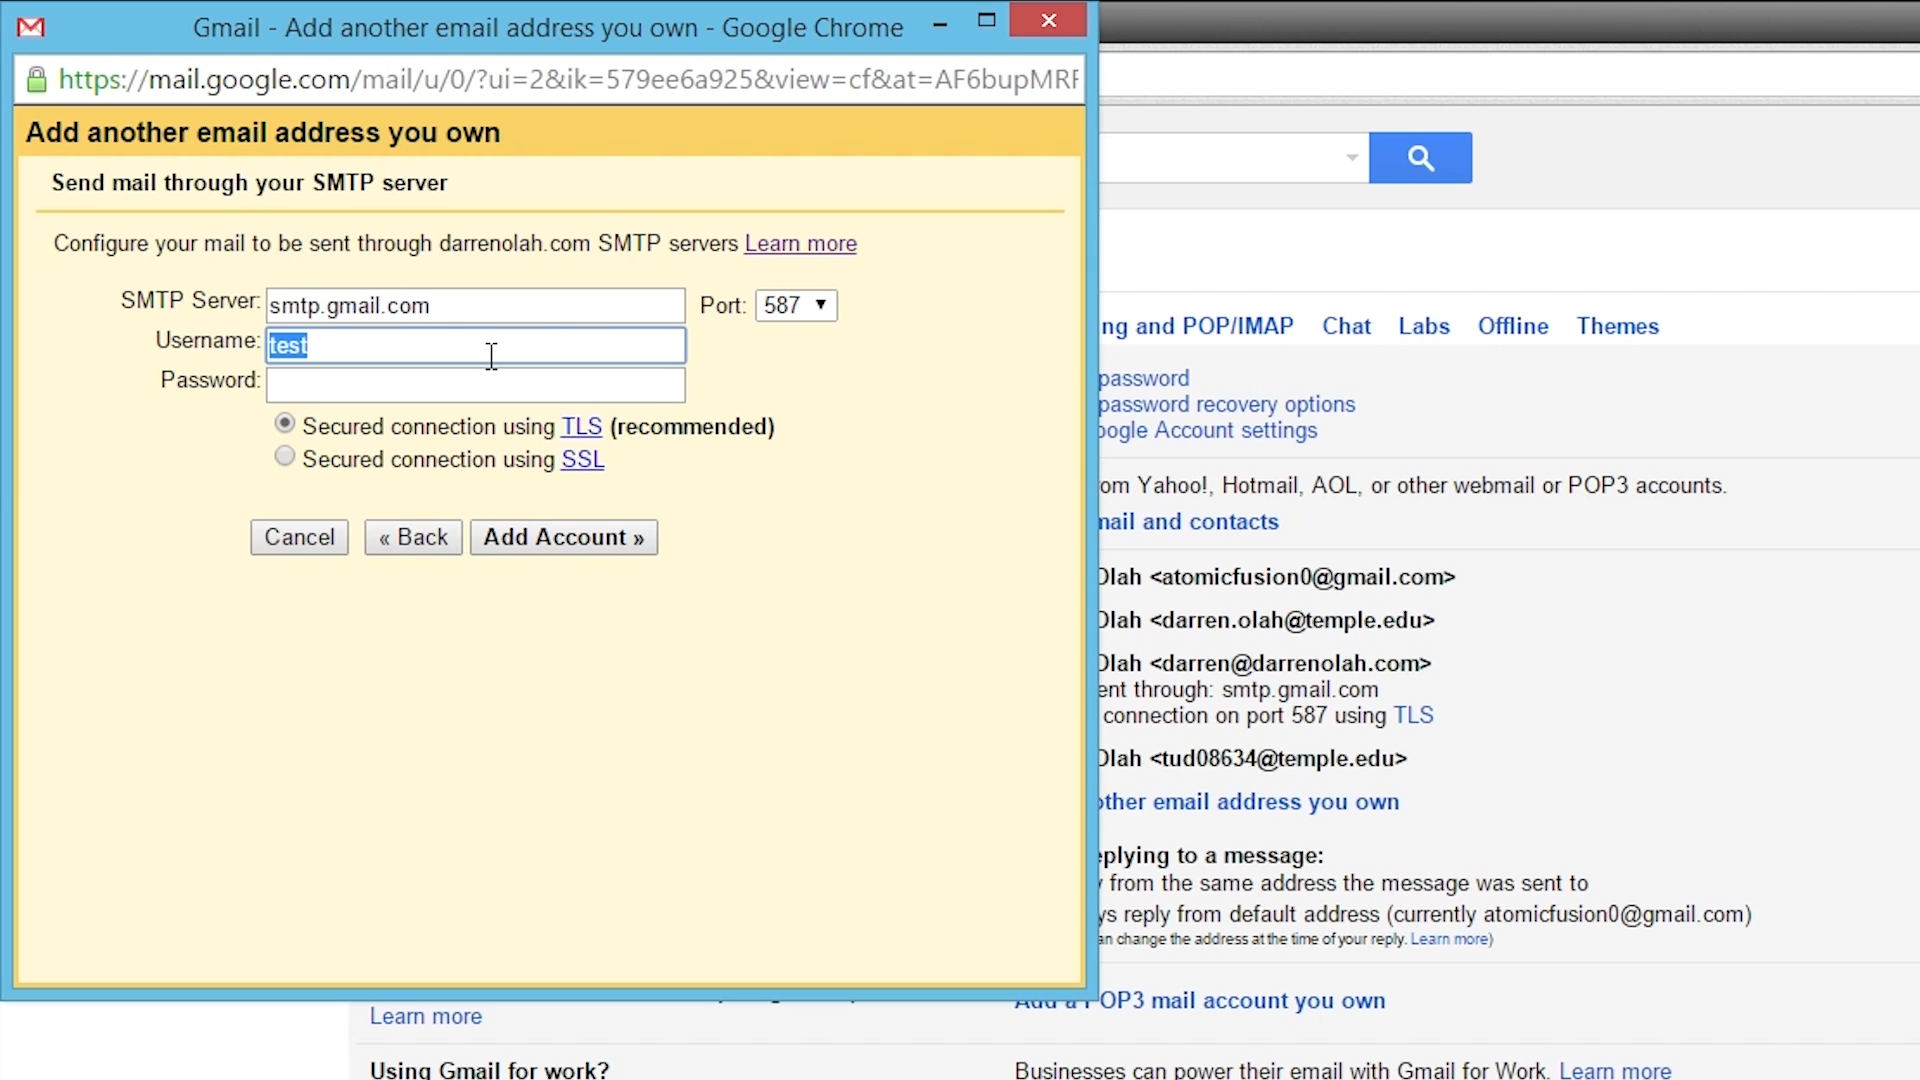 Gmail - Add another email address you own - Google Chrome
https://mail.google.com/mail/u/0/?ui=2&ik=579ee6a925&view=cf&at=AF6bupMRF
Add another email address you own
Send mail through your SMTP server
Configure your mail to be sent through darrenolah.com SMTP servers Learn more
SMTP Server: smtp.gmail.com Port: 587
Username: test
Password:
Secured connection using TLS (recommended)
Secured connection using SSL
Cancel « Back Add Account »
ng and POP/IMAP Chat Labs Offline Themes
password
password recovery options
oogle Account settings
om Yahoo!, Hotmail, AOL, or other webmail or POP3 accounts.
mail and contacts
Olah <atomicfusion0@gmail.com>
Olah <darren.olah@temple.edu>
Olah <darren@darrenolah.com>
ent through: smtp.gmail.com
connection on port 587 using TLS
Olah <tud08634@temple.edu>
other email address you own
eplying to a message:
y from the same address the message was sent to
ys reply from default address (currently atomicfusion0@gmail.com)
an change the address at the time of your reply. Learn more)
Add a POP3 mail account you own
Learn more
Using Gmail for work? Businesses can power their email with Gmail for Work. Learn more